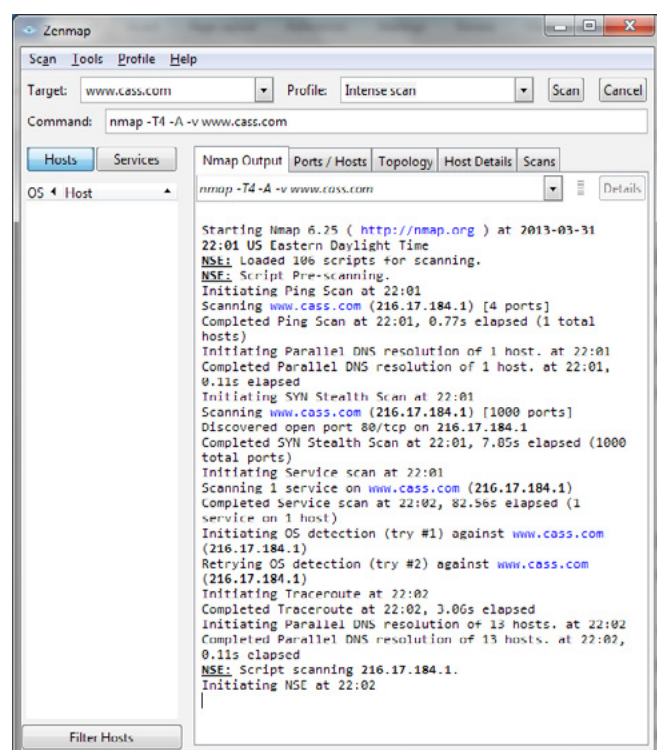 Zenmap
Scan Tools Profile Help
Target: www.cass.com Profile: Intense scan Scan Cancel
Command: nmap -T4 -A -v www.cass.com
Hosts Services
OS Host
Nmap Output Ports / Hosts Topology Host Details Scans
nmap -T4 -A -v www.cass.com Details
Starting Nmap 6.25 ( http://nmap.org ) at 2013-03-31
22:01 US Eastern Daylight Time
NSE: Loaded 106 scripts for scanning.
NSE: Script Pre-scanning.
Initiating Ping Scan at 22:01
Scanning www.cass.com (216.17.184.1) [4 ports]
Completed Ping Scan at 22:01, 0.77s elapsed (1 total
hosts)
Initiating Parallel DNS resolution of 1 host. at 22:01
Completed Parallel DNS resolution of 1 host. at 22:01,
0.11s elapsed
Initiating SYN Stealth Scan at 22:01
Scanning www.cass.com (216.17.184.1) [1000 ports]
Discovered open port 80/tcp on 216.17.184.1
Completed SYN Stealth Scan at 22:01, 7.85s elapsed (1000
total ports)
Initiating Service scan at 22:01
Scanning 1 service on www.cass.com (216.17.184.1)
Completed Service scan at 22:02, 82.56s elapsed (1
service on 1 host)
Initiating OS detection (try #1) against www.cass.com
(216.17.184.1)
Retrying OS detection (try #2) against www.cass.com
(216.17.184.1)
Initiating Traceroute at 22:02
Completed Traceroute at 22:02, 3.06s elapsed
Initiating Parallel DNS resolution of 13 hosts. at 22:02
Completed Parallel DNS resolution of 13 hosts. at 22:02,
0.11s elapsed
NSE: Script scanning 216.17.184.1.
Initiating NSE at 22:02
Filter Hosts